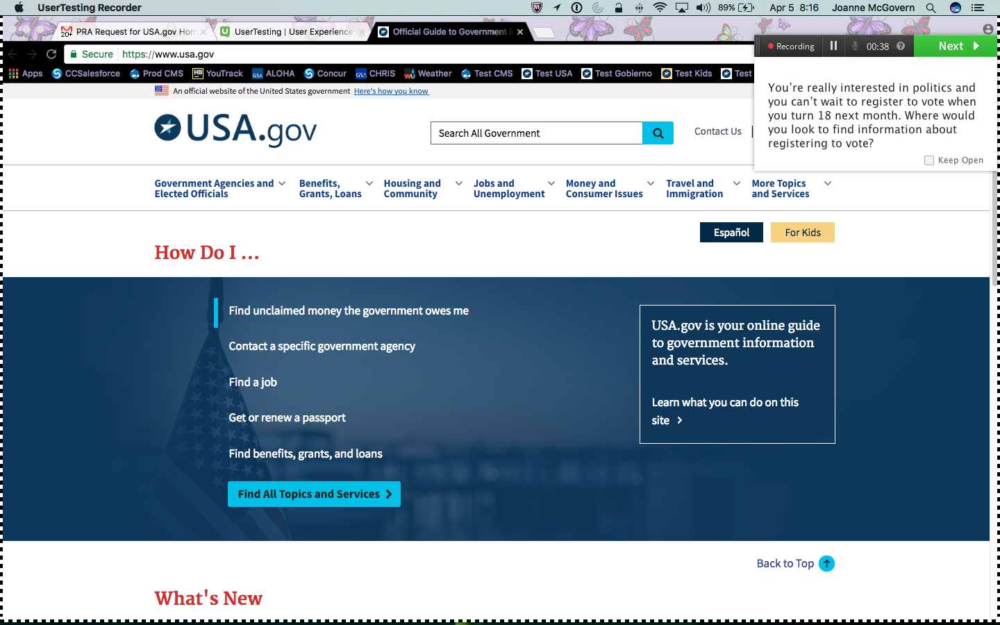 UserTesting Recorder
89%
Apr 5 8:16
Joanne McGovern
20+
PRA Request for USA.gov Hom
UserTesting | User Experience
Official Guide to Government I
Secure
https://www.usa.gov
Recording
00:38
Next
Apps
CCSalesforce
Prod CMS
YouTrack
ALOHA
Concur
CHRIS
Weather
Test CMS
Test USA
Test Gobierno
Test Kids
Test
You're really interested in politics and
you can't wait to register to vote when
you turn 18 next month. Where would
you look to find information about
registering to vote?
Keep Open
An official website of the United States government Here's how you know
USA.gov
Search All Government
Contact Us
Government Agencies and
Elected Officials
Benefits,
Grants, Loans
Housing and
Community
Jobs and
Unemployment
Money and
Consumer Issues
Travel and
Immigration
More Topics
and Services
Español
For Kids
How Do I ...
Find unclaimed money the government owes me
Contact a specific government agency
Find a job
Get or renew a passport
Find benefits, grants, and loans
Find All Topics and Services
USA.gov is your online guide
to government information
and services.
Learn what you can do on this
site
Back to Top
What's New